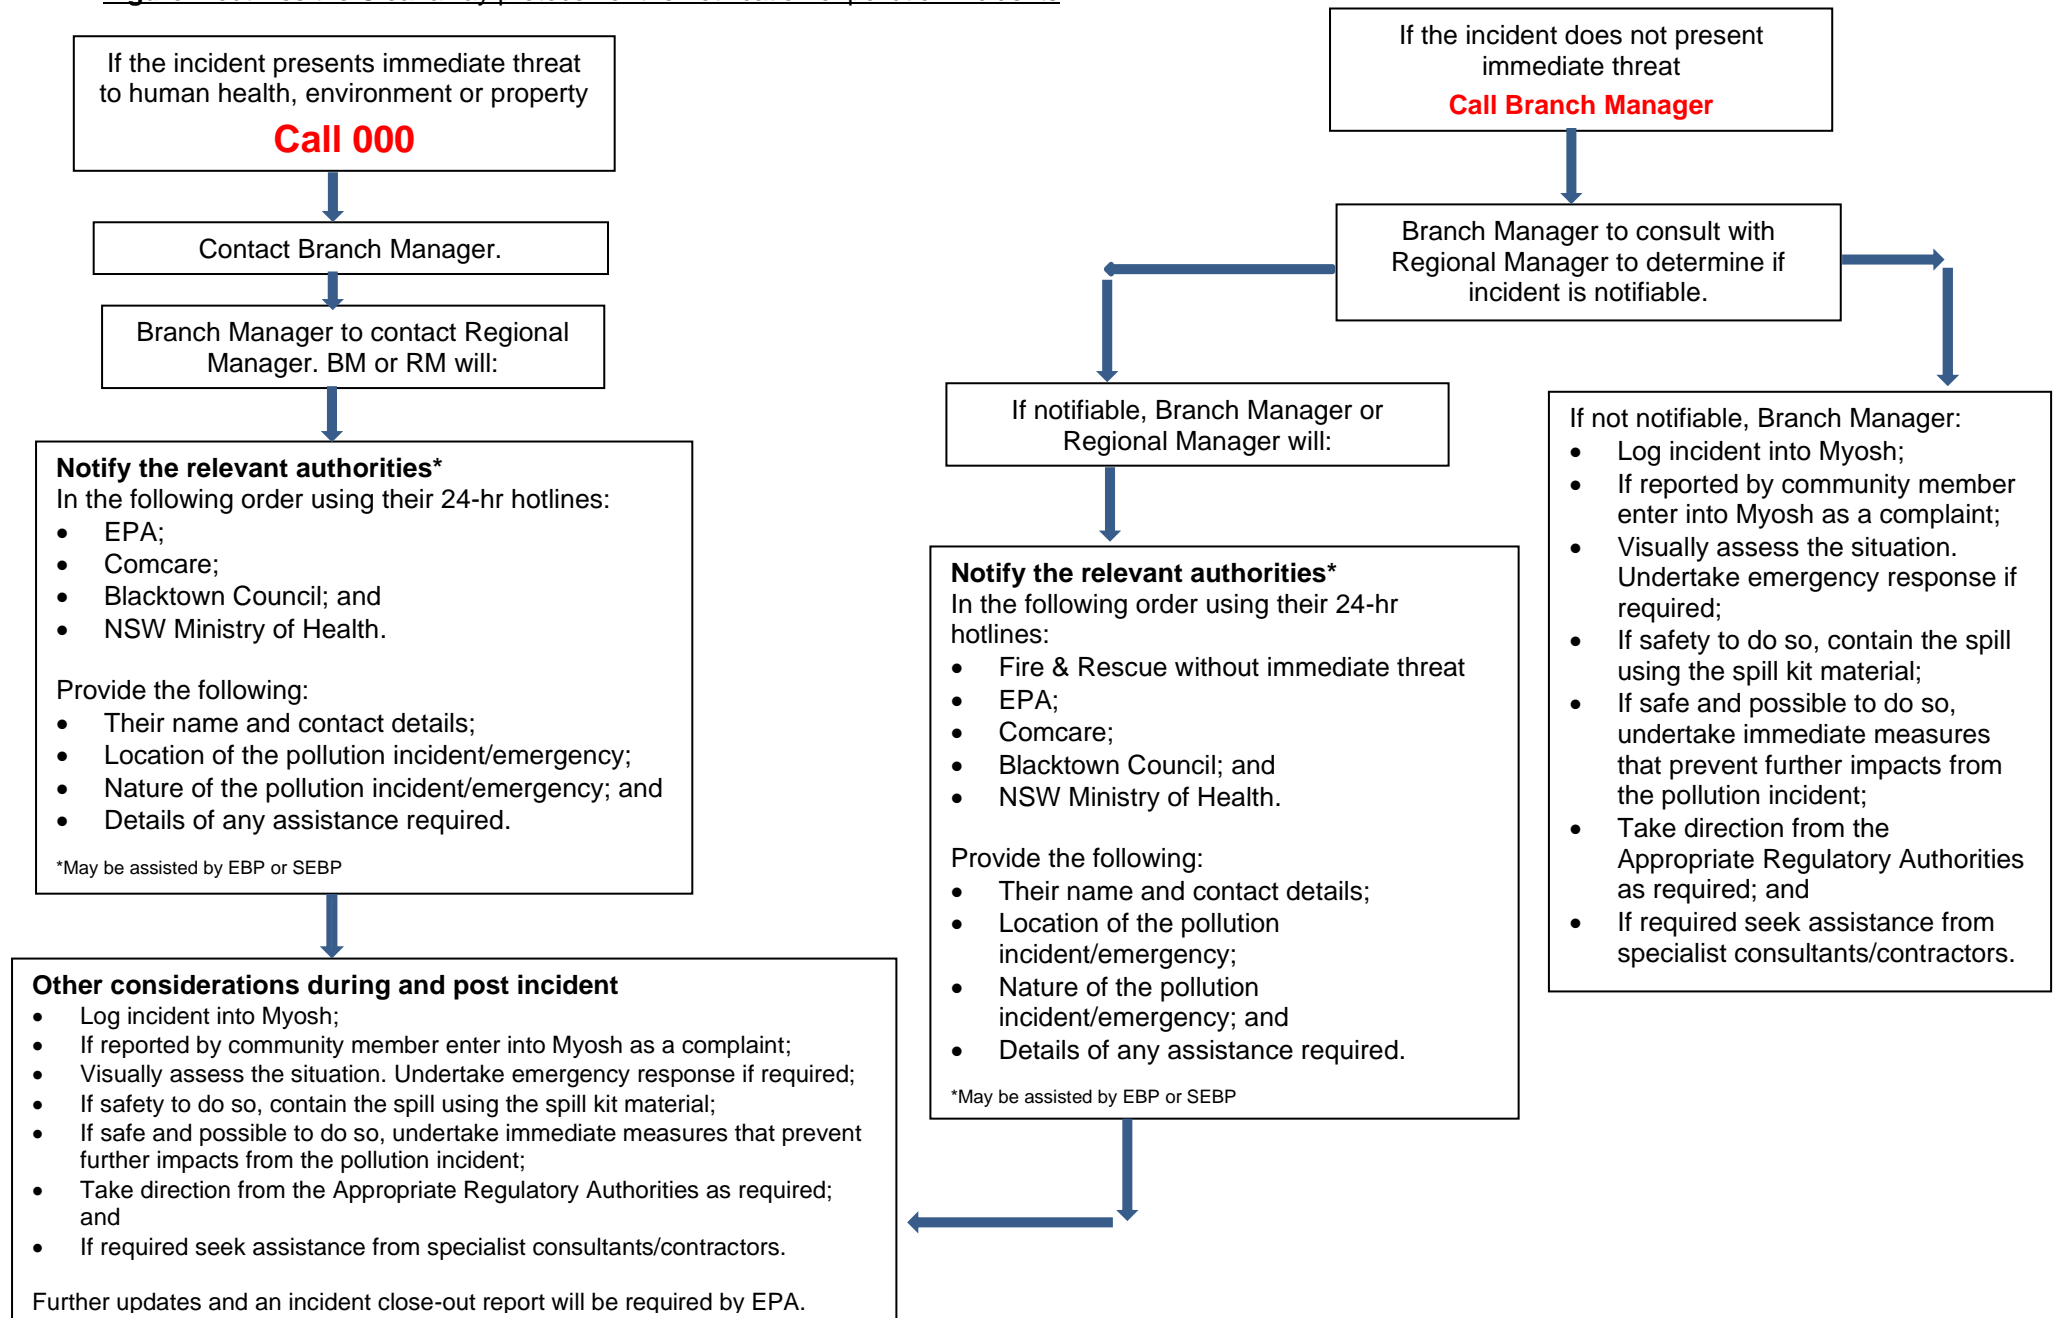 If the incident presents immediate threat
to human health, environment or property
Call 000
Contact Branch Manager.
Branch Manager to contact Regional
Manager. BM or RM will:
Notify the relevant authorities*
In the following order using their 24-hr hotlines:
• EPA;
• Comcare;
• Blacktown Council; and
• NSW Ministry of Health.
Provide the following:
• Their name and contact details;
• Location of the pollution incident/emergency;
• Nature of the pollution incident/emergency; and
• Details of any assistance required.
*May be assisted by EBP or SEBP
Other considerations during and post incident
• Log incident into Myosh;
• If reported by community member enter into Myosh as a complaint;
• Visually assess the situation. Undertake emergency response if required;
• If safety to do so, contain the spill using the spill kit material;
• If safe and possible to do so, undertake immediate measures that prevent
further impacts from the pollution incident;
• Take direction from the Appropriate Regulatory Authorities as required;
and
• If required seek assistance from specialist consultants/contractors.
Further updates and an incident close-out report will be required by EPA.
If the incident does not present
immediate threat
Call Branch Manager
Branch Manager to consult with
Regional Manager to determine if
incident is notifiable.
If notifiable, Branch Manager or
Regional Manager will:
Notify the relevant authorities*
In the following order using their 24-hr
hotlines:
• Fire & Rescue without immediate threat
• EPA;
• Comcare;
• Blacktown Council; and
• NSW Ministry of Health.
Provide the following:
• Their name and contact details;
• Location of the pollution
incident/emergency;
• Nature of the pollution
incident/emergency; and
• Details of any assistance required.
*May be assisted by EBP or SEBP
If not notifiable, Branch Manager:
• Log incident into Myosh;
• If reported by community member
enter into Myosh as a complaint;
• Visually assess the situation.
Undertake emergency response if
required;
• If safety to do so, contain the spill
using the spill kit material;
• If safe and possible to do so,
undertake immediate measures
that prevent further impacts from
the pollution incident;
• Take direction from the
Appropriate Regulatory Authorities
as required; and
• If required seek assistance from
specialist consultants/contractors.